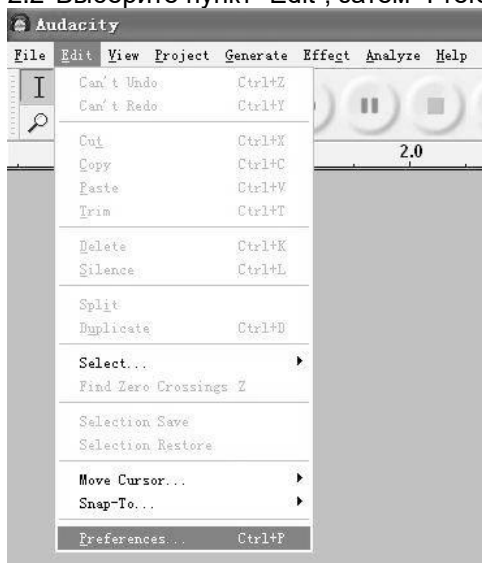 2.2 Выберите пункт "Edit", затем
Audacity
File Edit View Project Generate Effect Analyze Help
Can't Undo Ctrl+Z
Can't Redo Ctrl+Y
Cut Ctrl+X
Copy Ctrl+C
Paste Ctrl+V
Trim Ctrl+T
2.0
Delete Ctrl+K
Silence Ctrl+L
Split
Duplicate Ctrl+D
Select...
Find Zero Crossings Z
Selection Save
Selection Restore
Move Cursor...
Snap-To...
Preferences... Ctrl+P